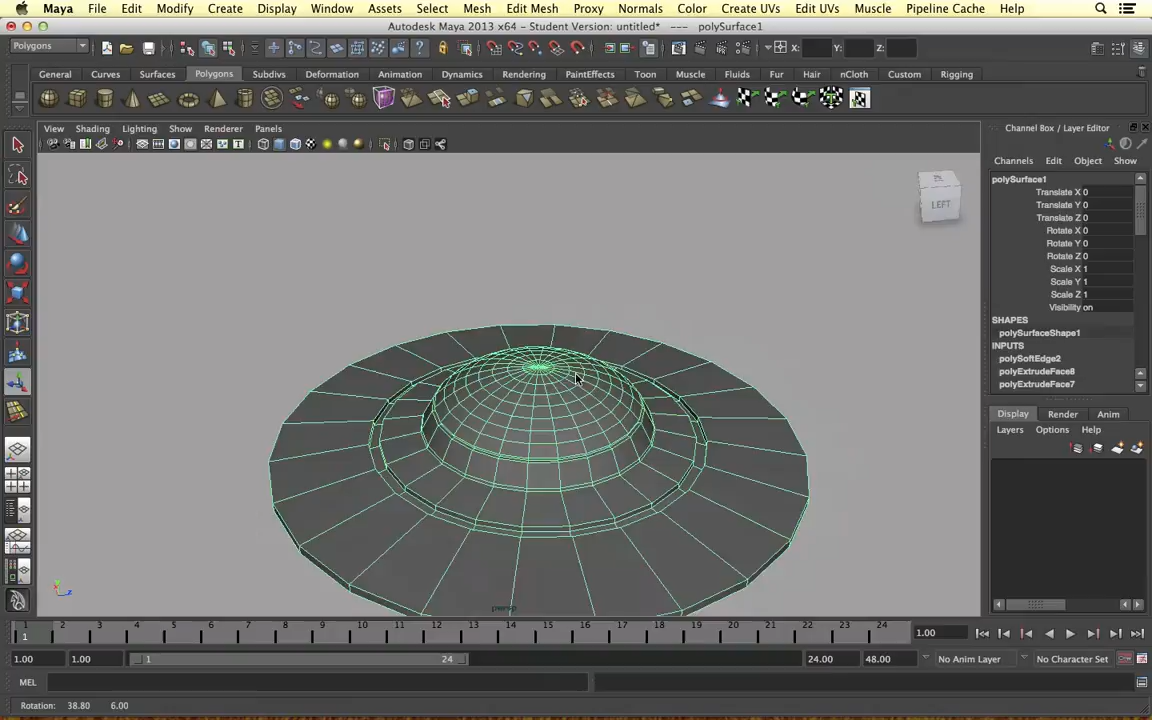 Maya File Edit Modify Create Display Window Assets Select Mesh Edit Mesh Proxy Normals Color Create UVs Edit UVs Muscle Pipeline Cache Help
Autodesk Maya 2013 x64 - Student Version: untitled* --- polySurface1
Polygons X: Y: Z:
General Curves Surfaces Polygons Subdivs Deformation Animation Dynamics Rendering PaintEffects Toon Muscle Fluids Fur Hair nCloth Custom Rigging
View Shading Lighting Show Renderer Panels
Channel Box / Layer Editor
Channels Edit Object Show
polySurface1
Translate X 0
Translate Y 0
Translate Z 0
Rotate X 0
Rotate Y 0
Rotate Z 0
Scale X 1
Scale Y 1
Scale Z 1
Visibility on
SHAPES
polySurfaceShape1
INPUTS
polySoftEdge2
polyExtrudeFace8
polyExtrudeFace7
LEFT
Display Render Anim
Layers Options Help
persp
1 2 3 4 5 6 7 8 9 10 11 12 13 14 15 16 17 18 19 20 21 22 23 24
1 1.00
1.00 1.00 1 24 24.00 48.00 No Anim Layer No Character Set
MEL
Rotation: 38.80 6.00